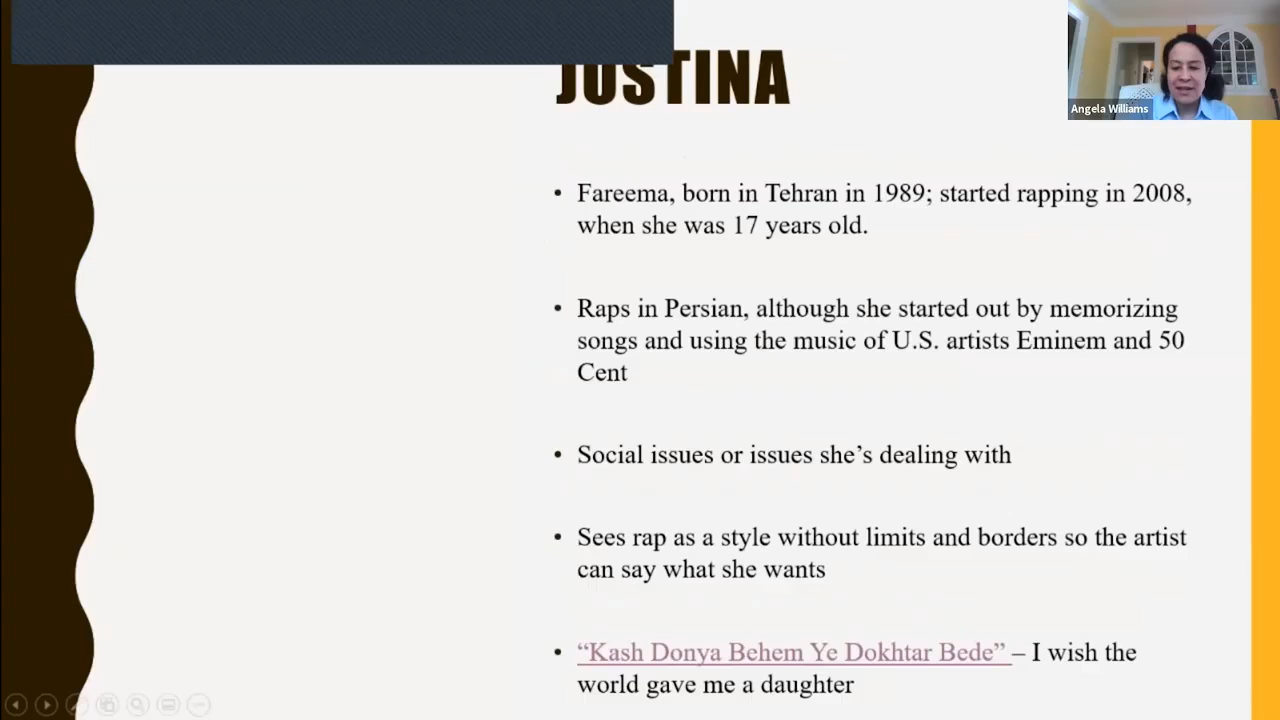 JUSTINA
Angela Williams
• Fareema, born in Tehran in 1989; started rapping in 2008,
when she was 17 years old.
• Raps in Persian, although she started out by memorizing
songs and using the music of U.S. artists Eminem and 50
Cent
• Social issues or issues she’s dealing with
• Sees rap as a style without limits and borders so the artist
can say what she wants
• “Kash Donya Behem Ye Dokhtar Bede” – I wish the
world gave me a daughter